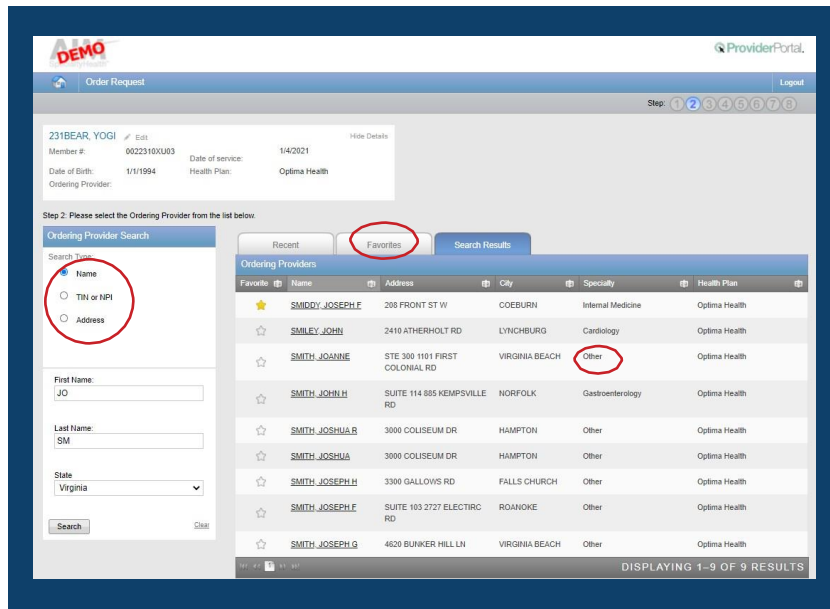 DEMO
ProviderPortal.
Order Request
Logout
Step: 1 2 3 4 5 6 7 8
231BEAR, YOGI Edit Hide Details
Member #: 0022310XU03 Date of service: 1/4/2021
Date of Birth: 1/1/1994 Health Plan: Optima Health
Ordering Provider:
Step 2: Please select the Ordering Provider from the list below.
Ordering Provider Search
Search Type:
Name
TIN or NPI
Address
First Name:
JO
Last Name:
SM
State
Virginia
Search Clear
Recent Favorites Search Results
Ordering Providers
Favorite Name Address City Specialty Health Plan
SMIDDY, JOSEPH F 208 FRONT ST W COEBURN Internal Medicine Optima Health
SMILEY, JOHN 2410 ATHERHOLT RD LYNCHBURG Cardiology Optima Health
SMITH, JOANNE STE 300 1101 FIRST VIRGINIA BEACH Other Optima Health
COLONIAL RD
SMITH, JOHN H SUITE 114 885 KEMPSVILLE NORFOLK Gastroenterology Optima Health
RD
SMITH, JOSHUA R 3000 COLISEUM DR HAMPTON Other Optima Health
SMITH, JOSHUA 3000 COLISEUM DR HAMPTON Other Optima Health
SMITH, JOSEPH H 3300 GALLOWS RD FALLS CHURCH Other Optima Health
SMITH, JOSEPH F SUITE 103 2727 ELECTIRC ROANOKE Other Optima Health
RD
SMITH, JOSEPH G 4620 BUNKER HILL LN VIRGINIA BEACH Other Optima Health
1
DISPLAYING 1–9 OF 9 RESULTS